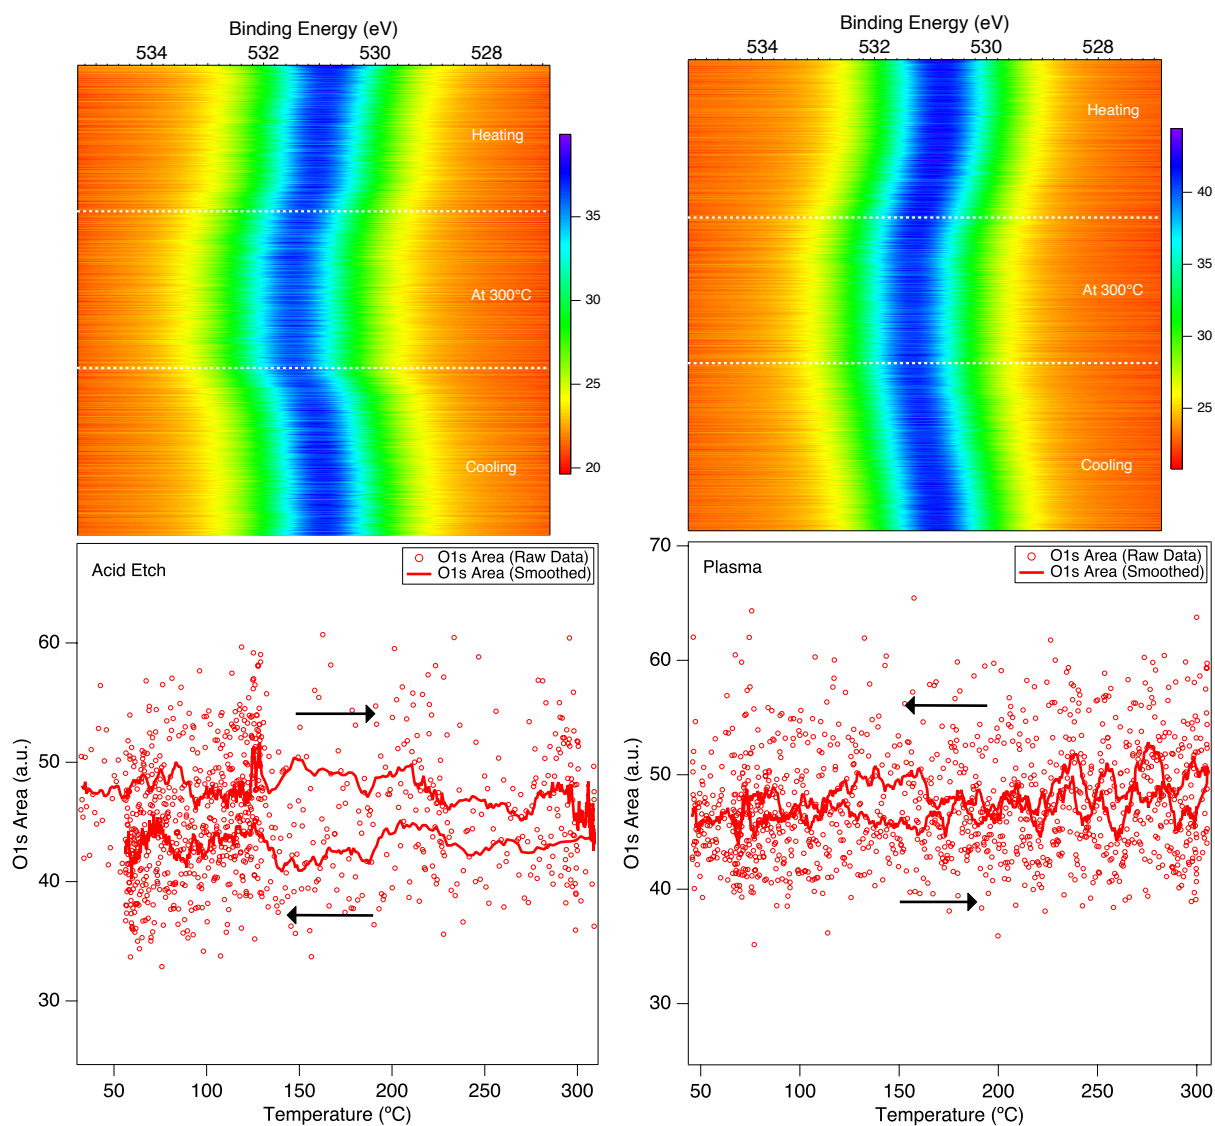 Binding Energy (eV)
534 532 530 528
Heating
At 300°C
Cooling
35
30
25
20
Binding Energy (eV)
534 532 530 528
Heating
At 300°C
Cooling
40
35
30
25
Acid Etch
O1s Area (Raw Data)
O1s Area (Smoothed)
O1s Area (a.u.)
60
50
40
30
50 100 150 200 250 300
Temperature (ºC)
Plasma
O1s Area (Raw Data)
O1s Area (Smoothed)
O1s Area (a.u.)
70
60
50
40
30
50 100 150 200 250 300
Temperature (ºC)